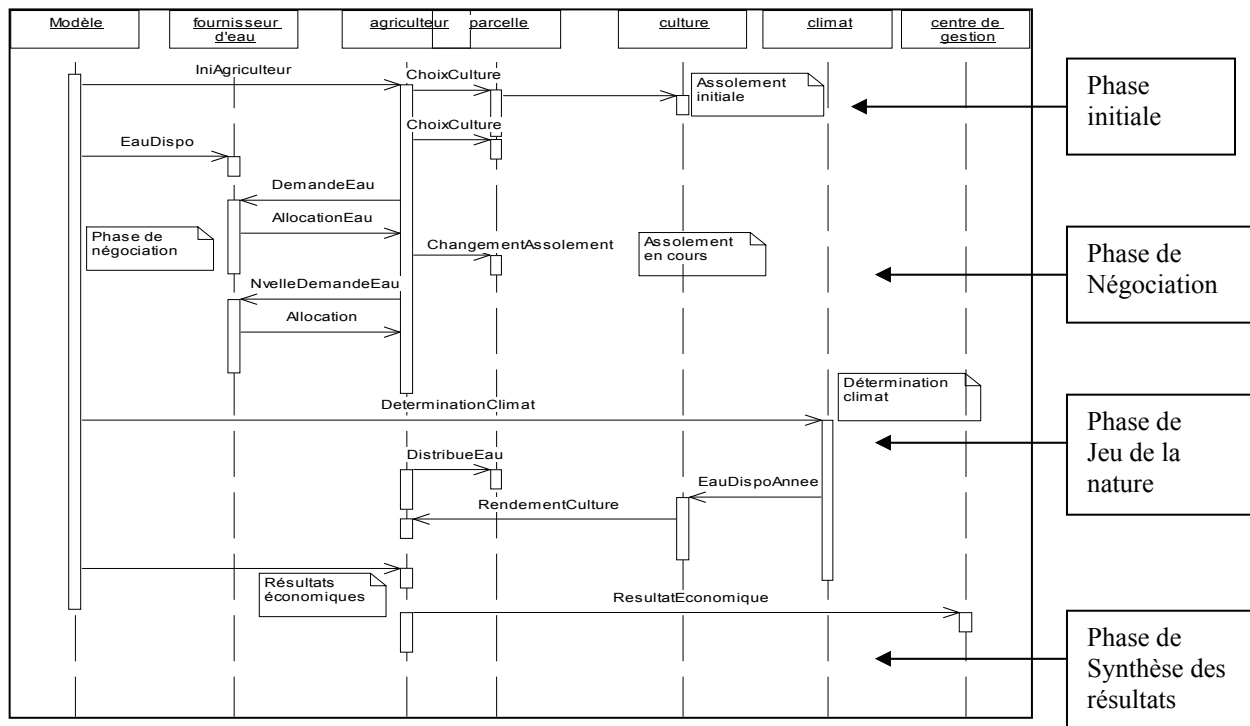 Modèle
fournisseur
d'eau
agriculteur
parcelle
culture
climat
centre de
gestion
IniAgriculteur
ChoixCulture
Assolement
initiale
Phase
initiale
ChoixCulture
EauDispo
DemandeEau
AllocationEau
Phase de
négociation
ChangementAssolement
Assolement
en cours
Phase de
Négociation
NvelleDemandeEau
Allocation
Détermination
climat
DeterminationClimat
Phase de
Jeu de la
nature
DistribueEau
EauDispoAnnee
RendementCulture
Résultats
économiques
ResultatEconomique
Phase de
Synthèse des
résultats